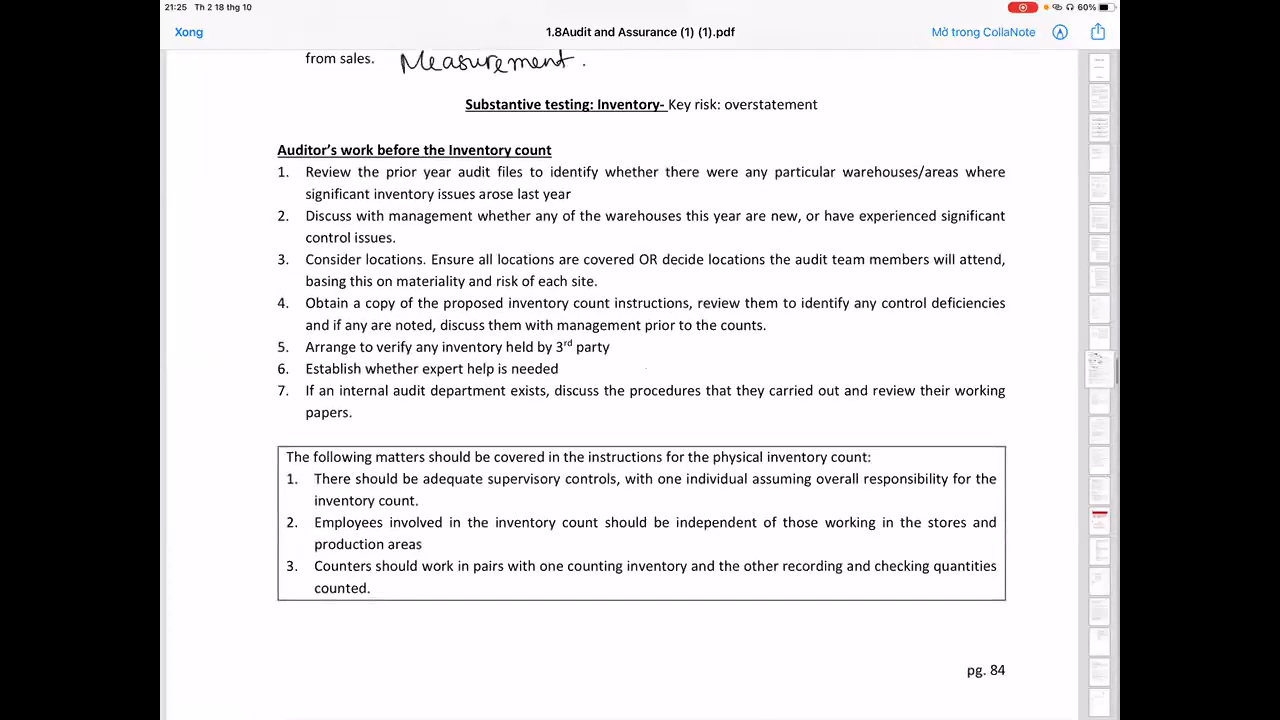 21:25 Th 2 18 thg 10
60%
Xong
1.8Audit and Assurance (1) (1).pdf
Mở trong CollaNote
from sales. Measurement.
Substantive testing: Inventory- Key risk: overstatement
Auditor's work before the Inventory count
1. Review the prior year audit files to identify whether there were any particular warehouses/areas where
significant inventory issues arose last year
2. Discuss with management whether any of the warehouses this year are new, or have experienced significant
control issues.
3. Consider locations. Ensure all locations are covered OR decide locations the audit team members will attend,
basing this on materiality and risk of each site.
4. Obtain a copy of the proposed inventory count instructions, review them to identify any control deficiencies
and if any are noted, discuss them with management prior to the counts.
5. Arrange to verify any inventory held by 3rd party
6. Establish whether expert help is needed
7. If an internal audit department exists, discuss the procedures that they carried out and review their working
papers.
The following matters should be covered in the instructions for the physical inventory count:
1. There should be adequate supervisory controls, with one individual assuming overall responsibility for the
inventory count.
2. Employees involved in the inventory count should be independent of those working in the stores and
production areas
3. Counters should work in pairs with one counting inventory and the other recording and checking quantities
counted.
pg. 84